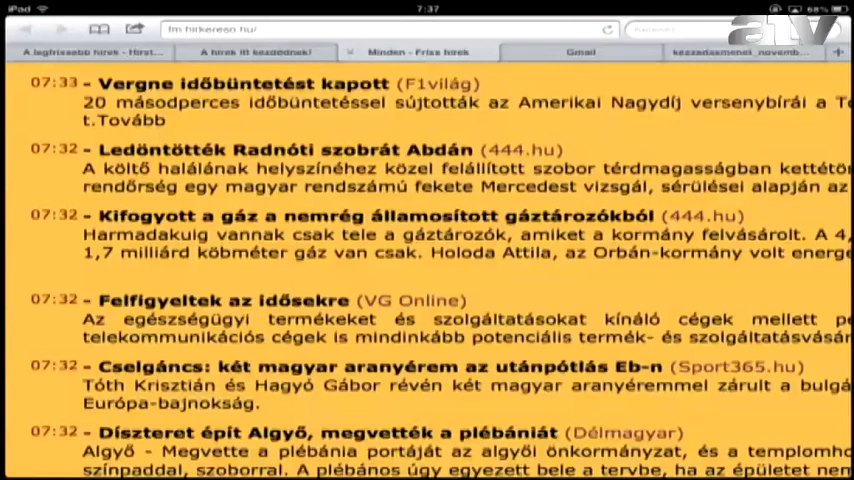 iPad 7:37 68%
fm hirkereso hu/
atv
A legfrissebb hírek - Hírst... A hírek itt kezdődnek! Minden - Friss hírek Gmail
07:33 - Vergne időbüntetést kapott (F1világ)
20 másodperces időbüntetéssel sújtották az Amerikai Nagydíj versenybírái a To
t.Tovább
07:32 - Ledöntötték Radnóti szobrát Abdán (444.hu)
A költő halálának helyszínéhez közel felállított szobor térdmagasságban kettétör
rendőrség egy magyar rendszámú fekete Mercedest vizsgál, sérülései alapján az
07:32 - Kifogyott a gáz a nemrég államosított gáztározókból (444.hu)
Harmadakuig vannak csak tele a gáztározók, amiket a kormány felvásárolt. A 4,
1,7 milliárd köbméter gáz van csak. Holoda Attila, az Orbán-kormány volt energe
07:32 - Felfigyeltek az idősekre (VG Online)
Az egészségügyi termékeket és szolgáltatásokat kínáló cégek mellett pe
telekommunikációs cégek is mindinkább potenciális termék- és szolgáltatásvásár
07:32 - Cselgáncs: két magyar aranyérem az utánpótlás Eb-n (Sport365.hu)
Tóth Krisztián és Hagyó Gábor révén két magyar aranyéremmel zárult a bulgá
Európa-bajnokság.
07:32 - Díszteret épít Algyő, megvették a plébániát (Délmagyar)
Algyő - Megvette a plébánia portáját az algyői önkormányzat, és a templomho
színpaddal, szoborral. A plébános úgy egyezett bele a tervbe, ha az épületet nem